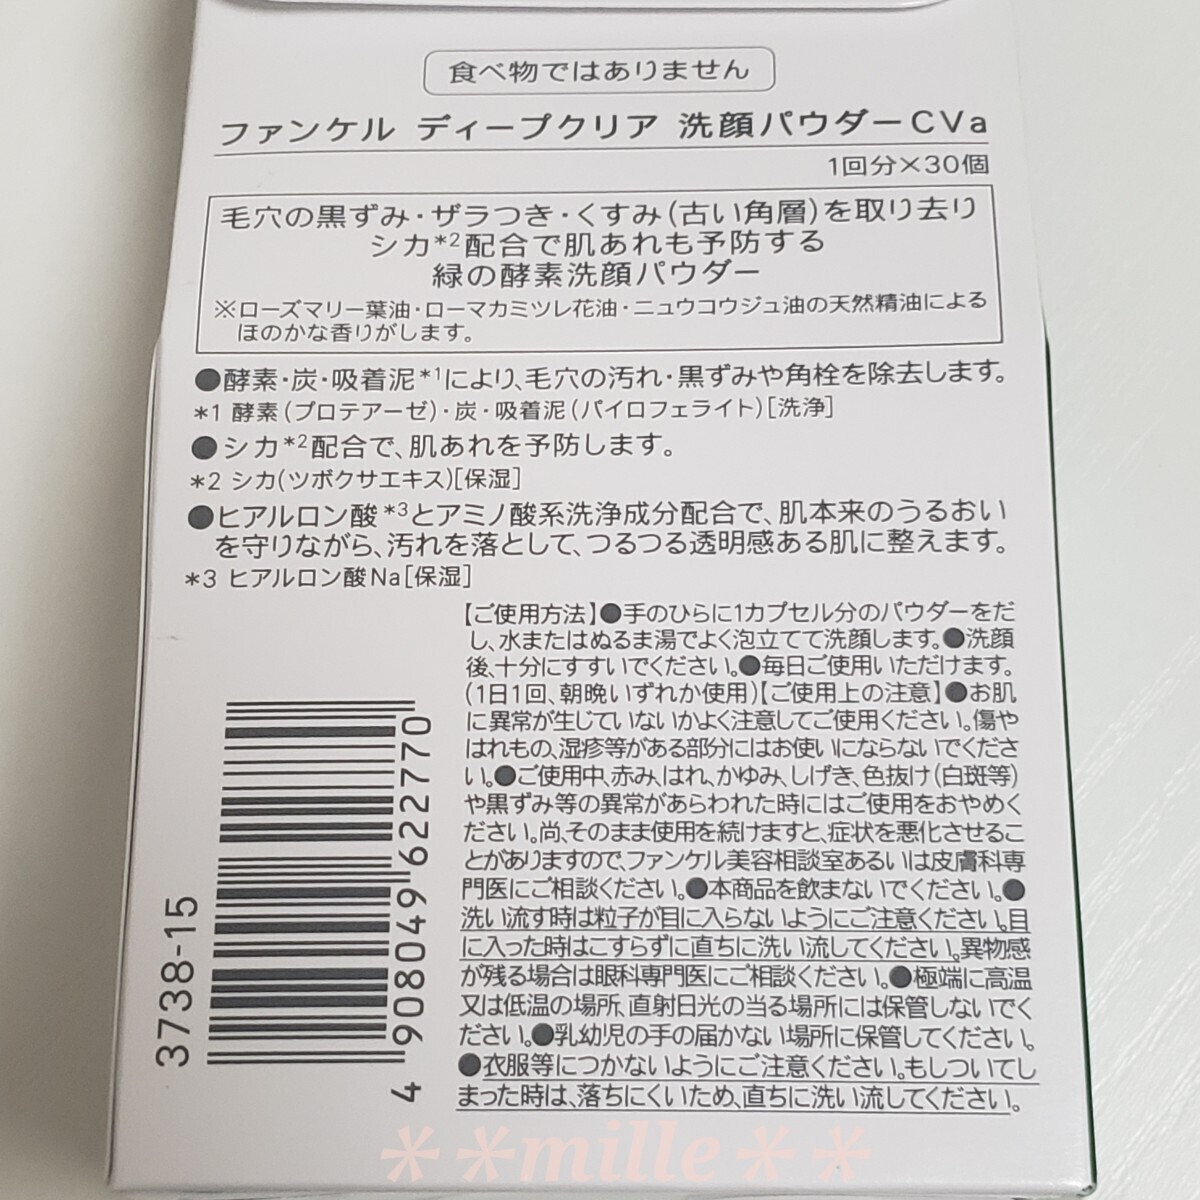 食べ物ではありません
ファンケル ディープクリア 洗顔パウダーCVa
1回分×30個
毛穴の黒ずみ・ザラつき・くすみ(古い角層)を取り去り
シカ*2配合で肌あれも予防する
緑の酵素洗顔パウダー
※ローズマリー葉油・ローマカミツレ花油・ニュウコウジュ油の天然精油による
ほのかな香りがします。
●酵素・炭・吸着泥*1により、毛穴の汚れ・黒ずみや角栓を除去します。
*1 酵素(プロテアーゼ)・炭・吸着泥(パイロフェライト)[洗浄]
●シカ*2配合で、肌あれを予防します。
*2 シカ(ツボクサエキス)[保湿]
●ヒアルロン酸*3とアミノ酸系洗浄成分配合で、肌本来のうるおい
を守りながら、汚れを落として、つるつる透明感ある肌に整えます。
*3 ヒアルロン酸Na[保湿]
【ご使用方法】●手のひらに1カプセル分のパウダーをだ
し、水またはぬるま湯でよく泡立てて洗顔します。●洗顔
後、十分にすすいでください。●毎日ご使用いただけます。
(1日1回、朝晩いずれか使用)【ご使用上の注意】●お肌
に異常が生じていないかよく注意してご使用ください。傷や
はれもの、湿疹等がある部分にはお使いにならないでくださ
い。●ご使用中、赤み、はれ、かゆみ、しげき、色抜け(白斑等)
や黒ずみ等の異常があらわれた時にはご使用をおやめく
ださい。尚、そのまま使用を続けますと、症状を悪化させるこ
とがありますので、ファンケル美容相談室あるいは皮膚科専
門医にご相談ください。●本商品を飲まないでください。●
洗い流す時は粒子が目に入らないようにご注意ください。目
に入った時はこすらずに直ちに洗い流してください。異物感
が残る場合は眼科専門医にご相談ください。●極端に高温
又は低温の場所、直射日光の当る場所には保管しないでく
ださい。●乳幼児の手の届かない場所に保管してください。
●衣服等につかないようにご注意ください。もしついてし
まった時は、落ちにくいため、直ちに洗い流してください。
3738-15
4 908049 622770
**mille**